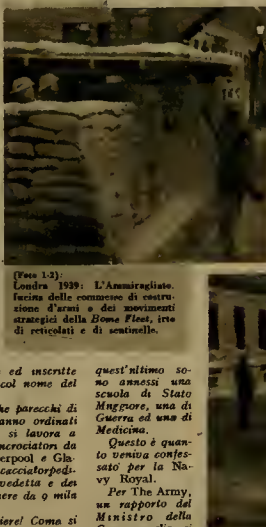 (Foto 1-2):
Londra 1939: L'Ammiragliato.
fucina delle commesse di costru-
zione d'armi e dei movimenti
strategici della Home Fleet, irto
di reticolati e di sentinelle.
ed inscritte
col nome del
he parecchi di
anno ordinati
si lavora a
ncrociatori da
erpool e Gla-
cacciatorpedi-
vedetta e dei
nere da 9 mila
iere! Come si
quest'ultimo so-
no annessi una
scuola di Stato
Maggiore, una di
Guerra ed una di
Medicina.
Questo è quan-
to veniva confes-
sato per la Na-
vy Royal.
Per The Army,
un rapporto del
Ministro della